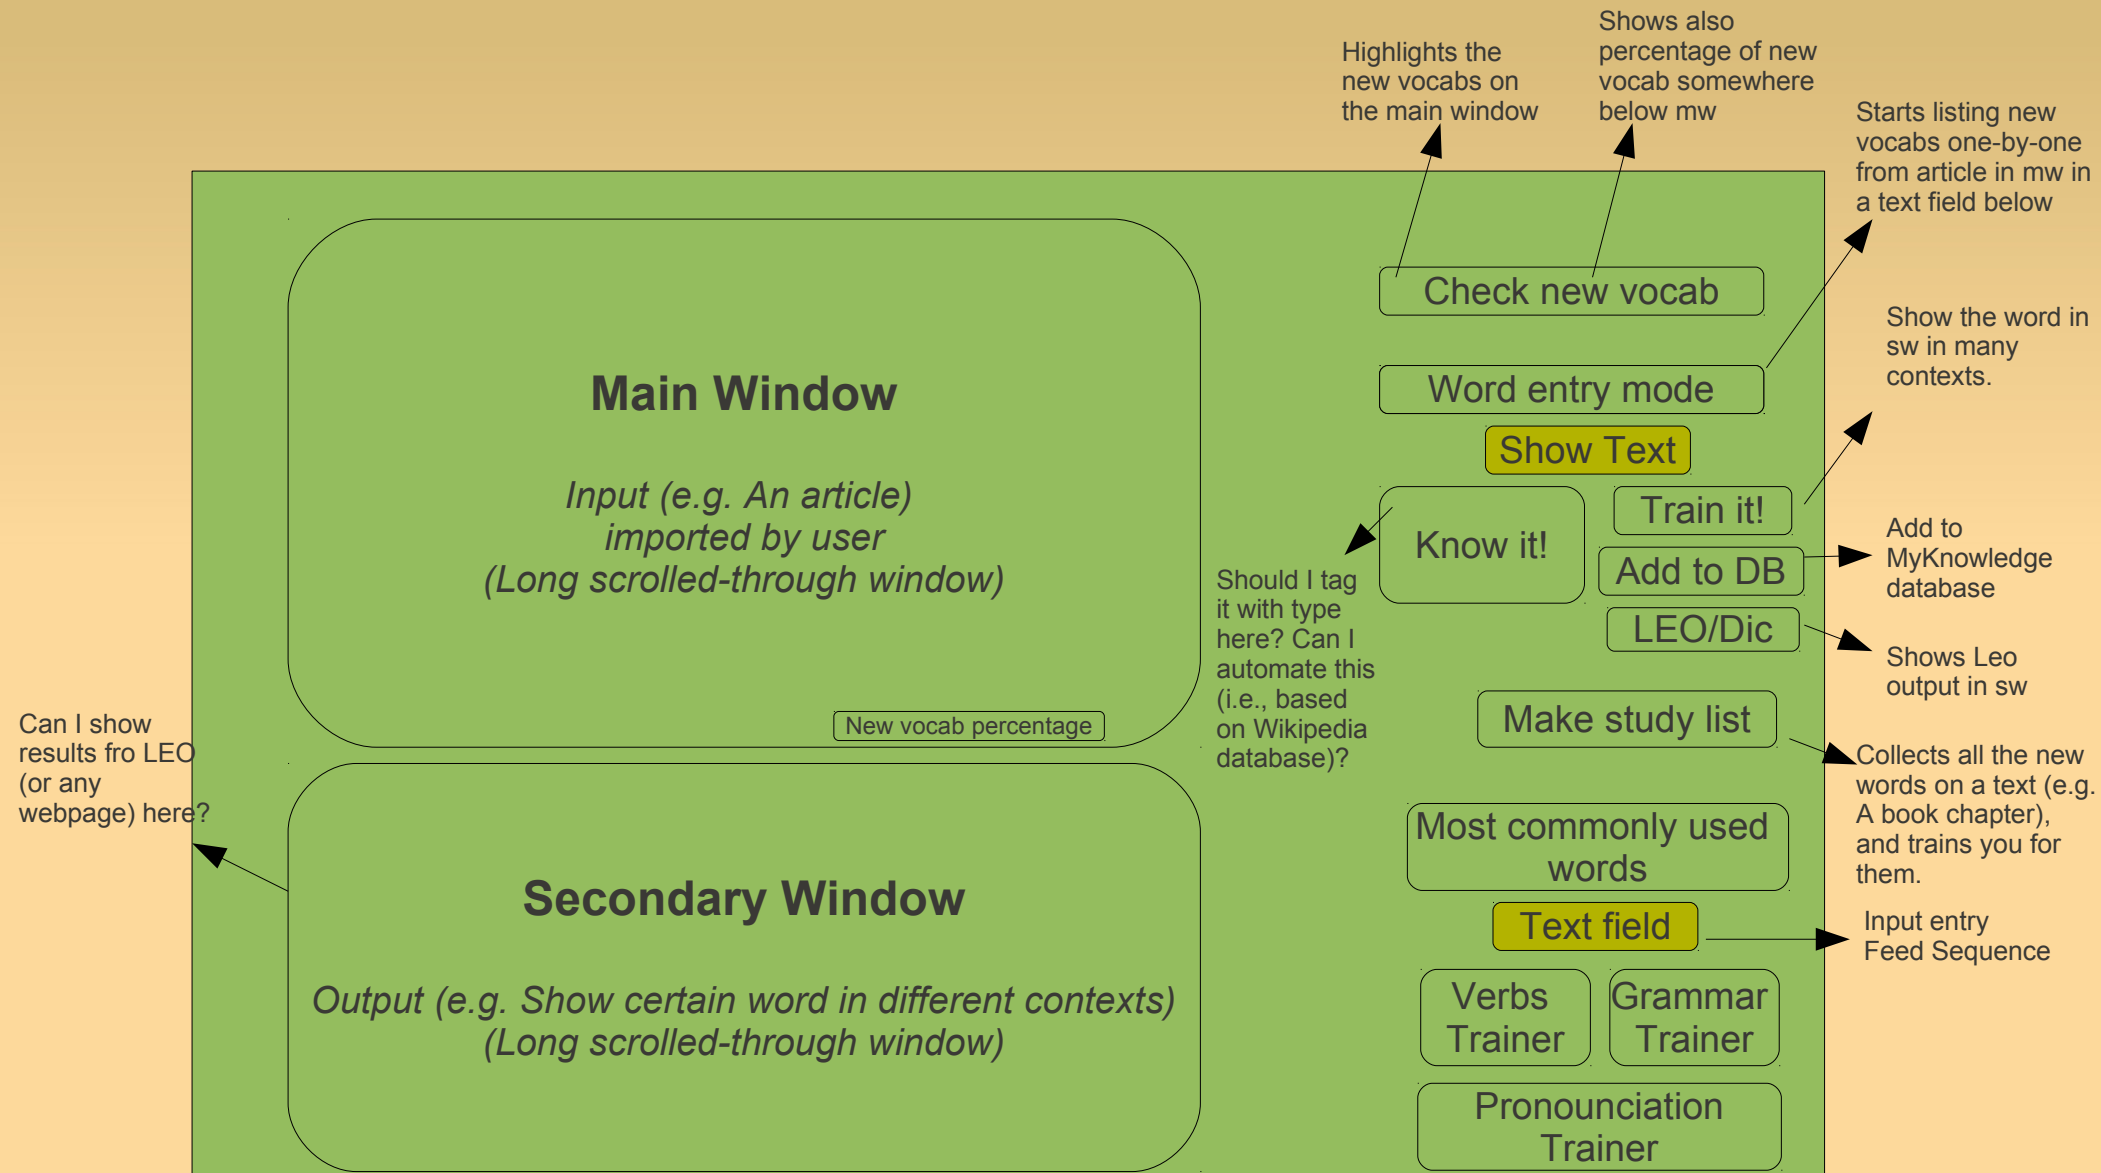 Shows also
percentage of new
vocab somewhere
below mw
Highlights the
new vocabs on
the main window
Starts listing new
vocabs one-by-one
from article in mw in
a text field below
Check new vocab
Show the word in
sw in many
contexts.
Main Window
Word entry mode
Show Text
Input (e.g. An article)
imported by user
(Long scrolled-through window)
Know it!
Train it!
Add to DB
LEO/Dic
Add to
MyKnowledge
database
Should I tag
it with type
here? Can I
automate this
(i.e., based
on Wikipedia
database)?
Shows Leo
output in sw
New vocab percentage
Make study list
Can I show
results fro LEO
(or any
webpage) here?
Collects all the new
words on a text (e.g.
A book chapter),
and trains you for
them.
Most commonly used
words
Secondary Window
Text field
Input entry
Feed Sequence
Output (e.g. Show certain word in different contexts)
(Long scrolled-through window)
Verbs
Trainer
Grammar
Trainer
Pronounciation
Trainer